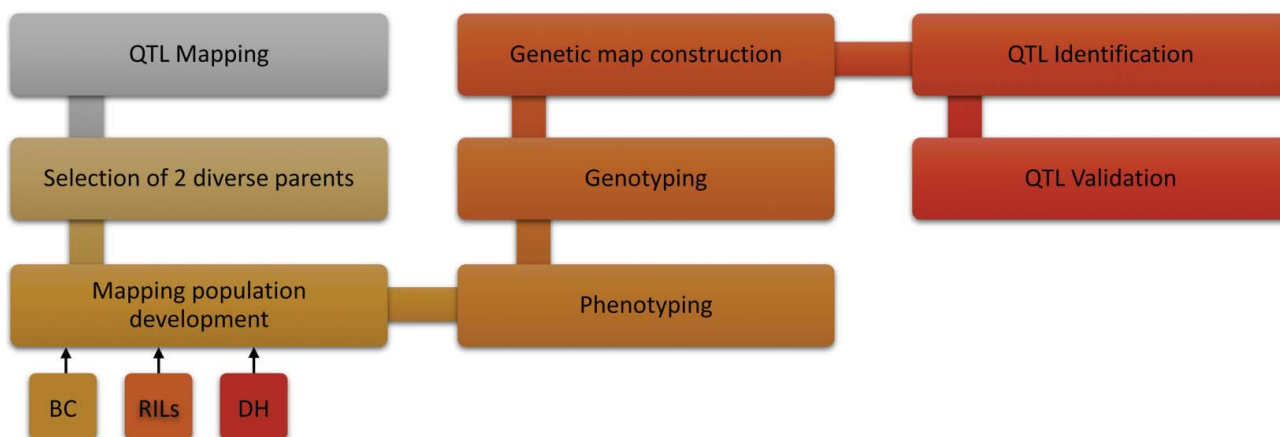 QTL Mapping
Selection of 2 diverse parents
Mapping population
development
BC
RILs
DH
Phenotyping
Genotyping
Genetic map construction
QTL Identification
QTL Validation